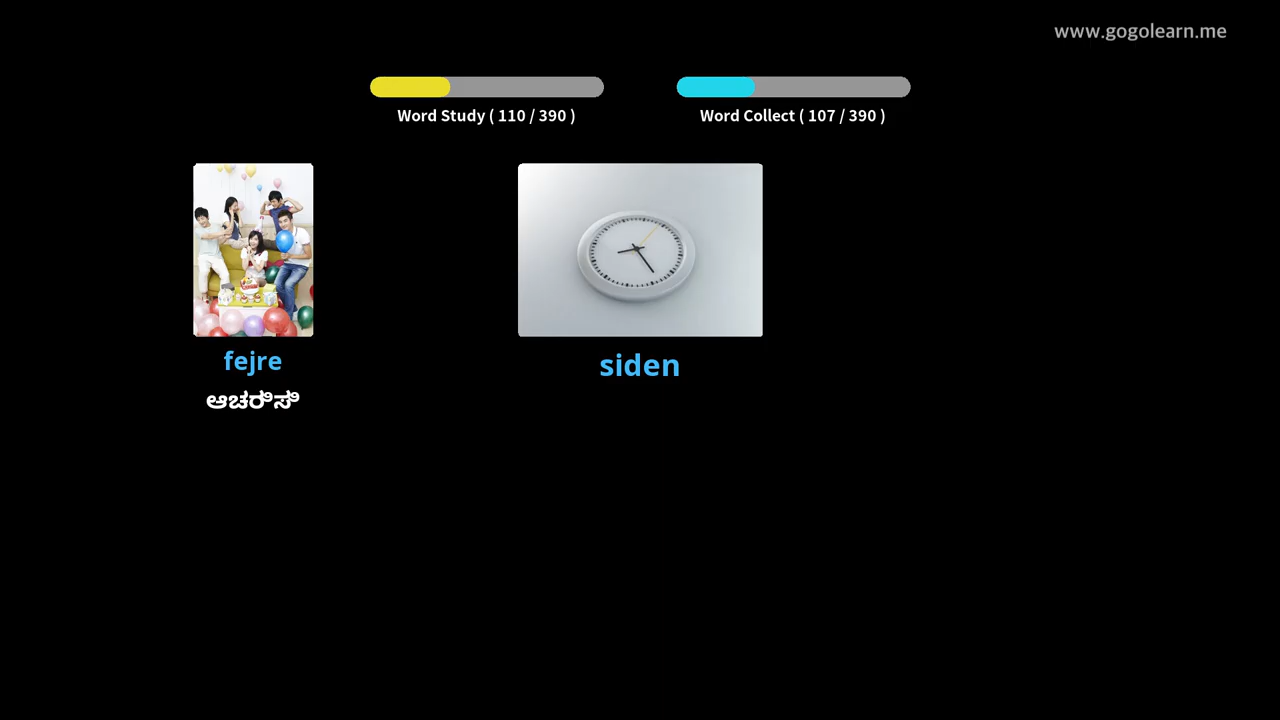 www.gogolearn.me
Word Study ( 110 / 390 )
Word Collect ( 107 / 390 )
fejre
siden
ಆಚರಿಸಿ